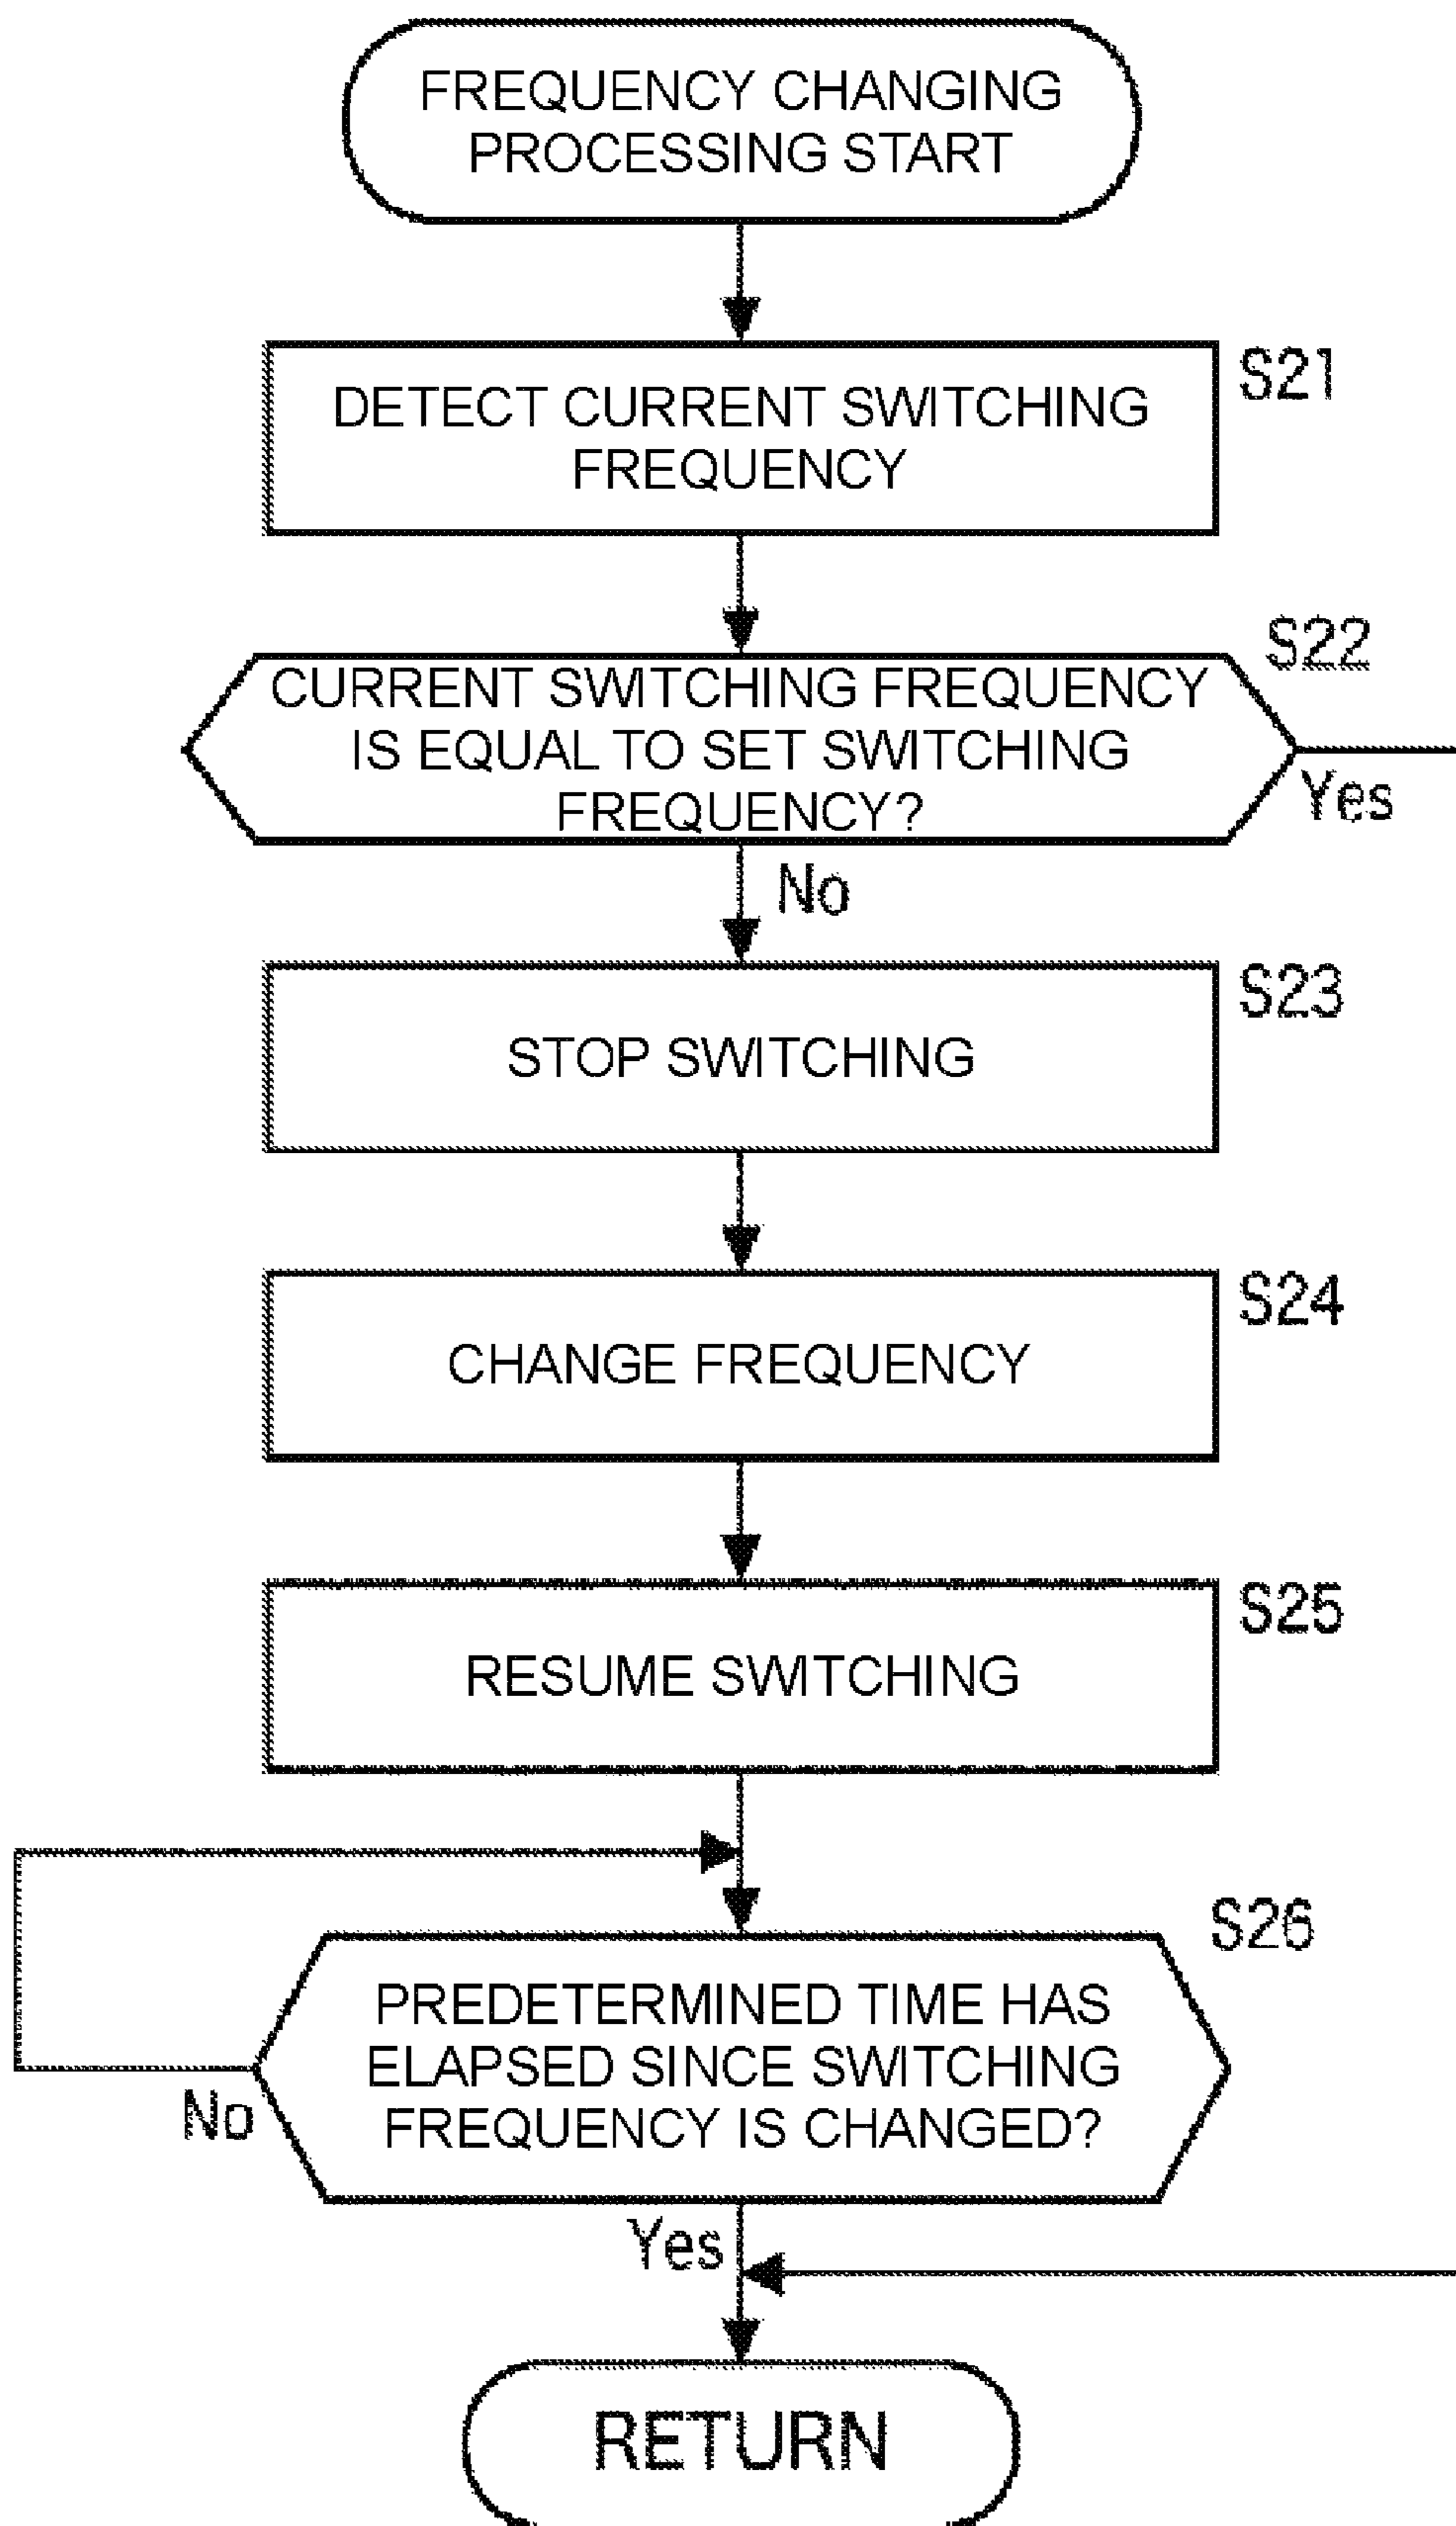 FREQUENCY CHANGING
PROCESSING START
S21
DETECT CURRENT SWITCHING
FREQUENCY
S22
CURRENT SWITCHING FREQUENCY
IS EQUAL TO SET SWITCHING
FREQUENCY?
Yes
No
S23
STOP SWITCHING
S24
CHANGE FREQUENCY
S25
RESUME SWITCHING
S26
PREDETERMINED TIME HAS
ELAPSED SINCE SWITCHING
FREQUENCY IS CHANGED?
No
Yes
RETURN